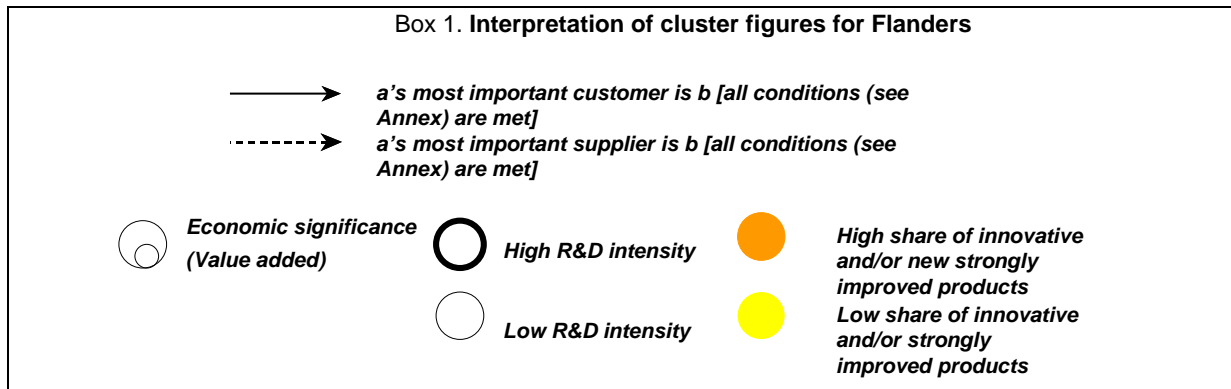 Box 1. Interpretation of cluster figures for Flanders
a's most important customer is b [all conditions (see
Annex) are met]
a's most important supplier is b [all conditions (see
Annex) are met]
Economic significance
(Value added)
High R&D intensity
High share of innovative
and/or new strongly
improved products
Low R&D intensity
Low share of innovative
and/or strongly
improved products